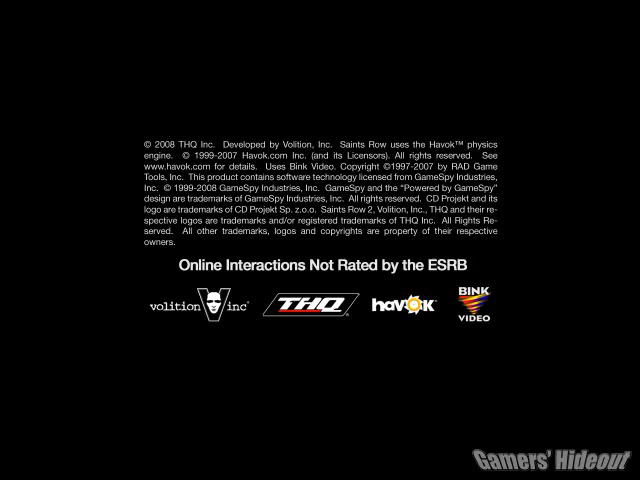 © 2008 THQ Inc. Developed by Volition, Inc. Saints Row uses the Havok™ physics
engine. © 1999-2007 Havok.com Inc. (and its Licensors). All rights reserved. See
www.havok.com for details. Uses Bink Video. Copyright ©1997-2007 by RAD Game
Tools, Inc. This product contains software technology licensed from GameSpy Industries,
Inc. © 1999-2008 GameSpy Industries, Inc. GameSpy and the “Powered by GameSpy”
design are trademarks of GameSpy Industries, Inc. All rights reserved. CD Projekt and its
logo are trademarks of CD Projekt Sp. z.o.o. Saints Row 2, Volition, Inc., THQ and their re-
spective logos are trademarks and/or registered trademarks of THQ Inc. All Rights Re-
served. All other trademarks, logos and copyrights are property of their respective
owners.
Online Interactions Not Rated by the ESRB
volition V inc THQ havok BINK VIDEO
Gamers' Hideout